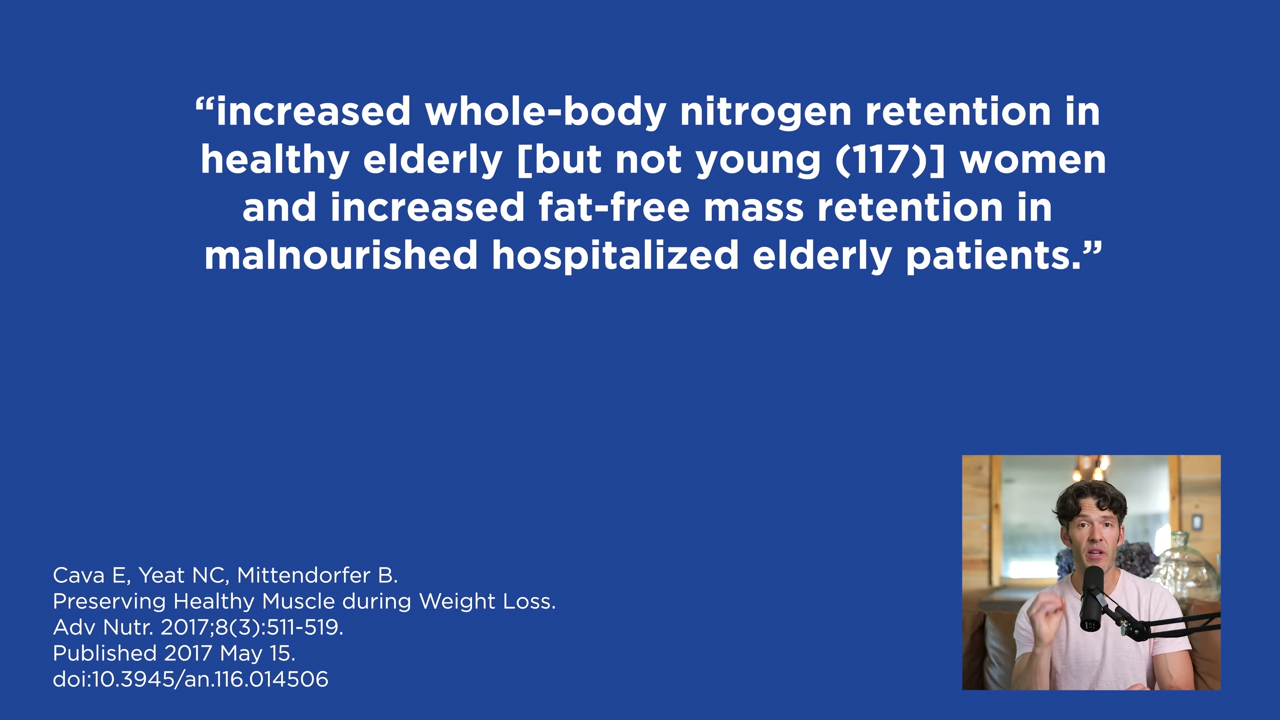 “increased whole-body nitrogen retention in
healthy elderly [but not young (117)] women
and increased fat-free mass retention in
malnourished hospitalized elderly patients.”
Cava E, Yeat NC, Mittendorfer B.
Preserving Healthy Muscle during Weight Loss.
Adv Nutr. 2017;8(3):511-519.
Published 2017 May 15.
doi:10.3945/an.116.014506